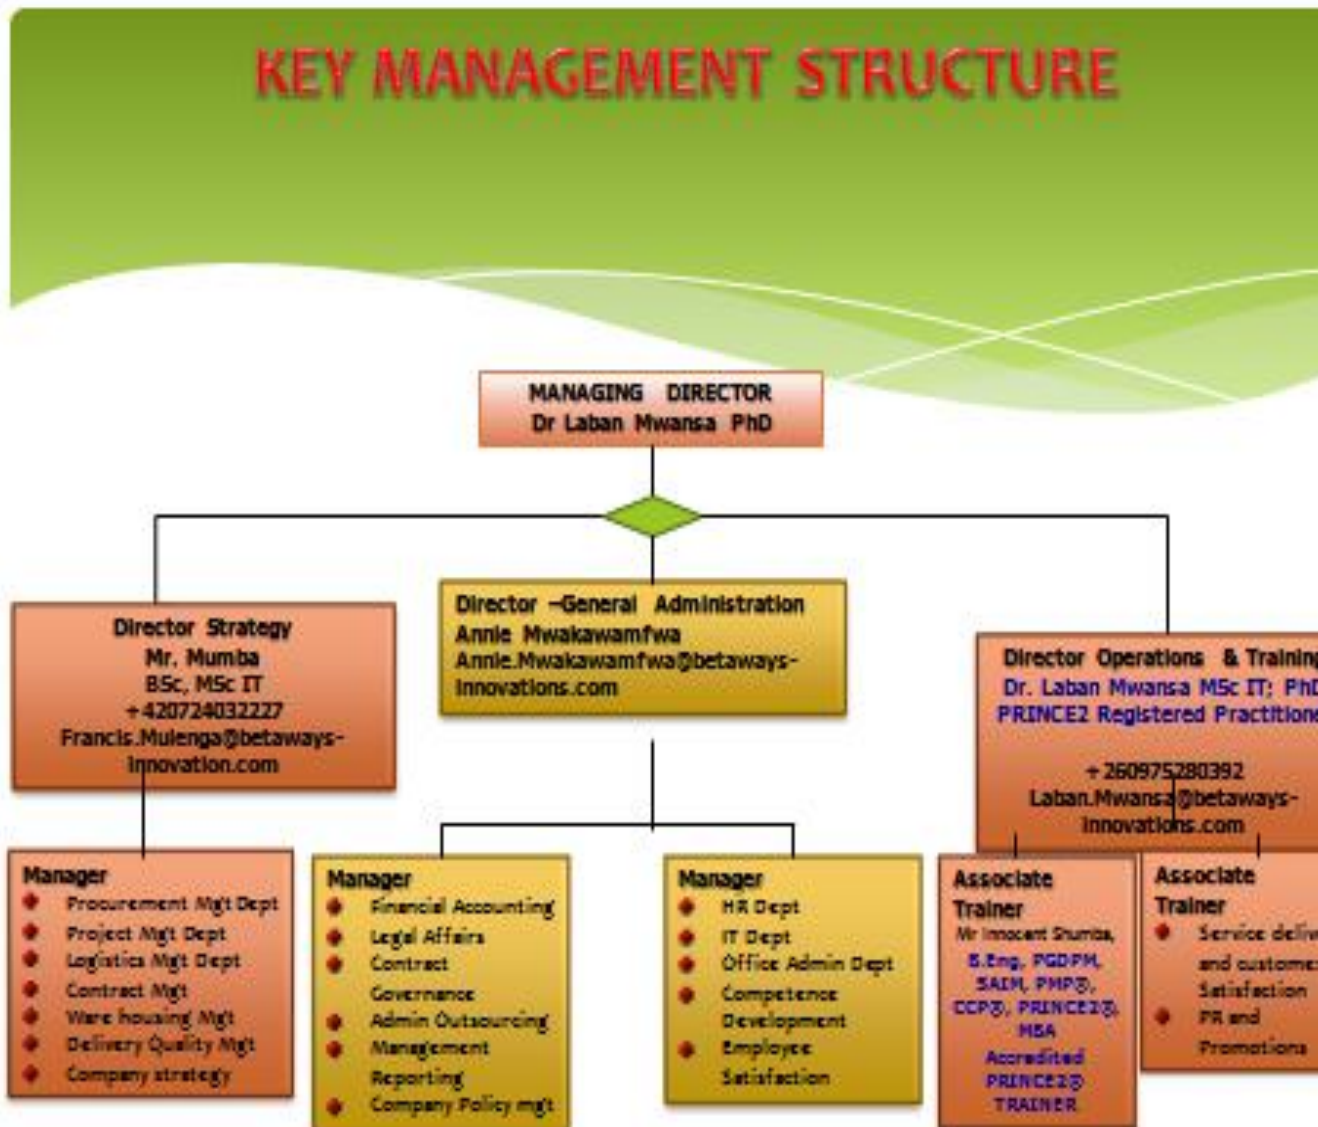 KEY MANAGEMENT STRUCTURE
MANAGING DIRECTOR
Dr Laban Mwansa PhD
Director Strategy
Mr. Mumba
BSc, MSc IT
+420724032227
Francis.Mulenga@betaways-
innovation.com
Director –General Administration
Annie Mwakawamfwa
Annie.Mwakawamfwa@betaways-
innovations.com
Director Operations & Training
Dr. Laban Mwansa MSc IT; PhD
PRINCE2 Registered Practitione
+260975280392
Laban.Mwansa@betaways-
innovations.com
Manager
Procurement Mgt Dept
Project Mgt Dept
Logistics Mgt Dept
Contract Mgt
Ware housing Mgt
Delivery Quality Mgt
Company strategy
Manager
Financial Accounting
Legal Affairs
Contract
Governance
Admin Outsourcing
Management
Reporting
Company Policy mgt
Manager
HR Dept
IT Dept
Office Admin Dept
Competence
Development
Employee
Satisfaction
Associate
Trainer
Mr Innocent Shumba,
B.Eng, PGDPM,
SAIM, PMP®,
CCP®, PRINCE2®,
MBA
Accredited
PRINCE2®
TRAINER
Associate
Trainer
Service delive
and customer
Satisfaction
PR and
Promotions